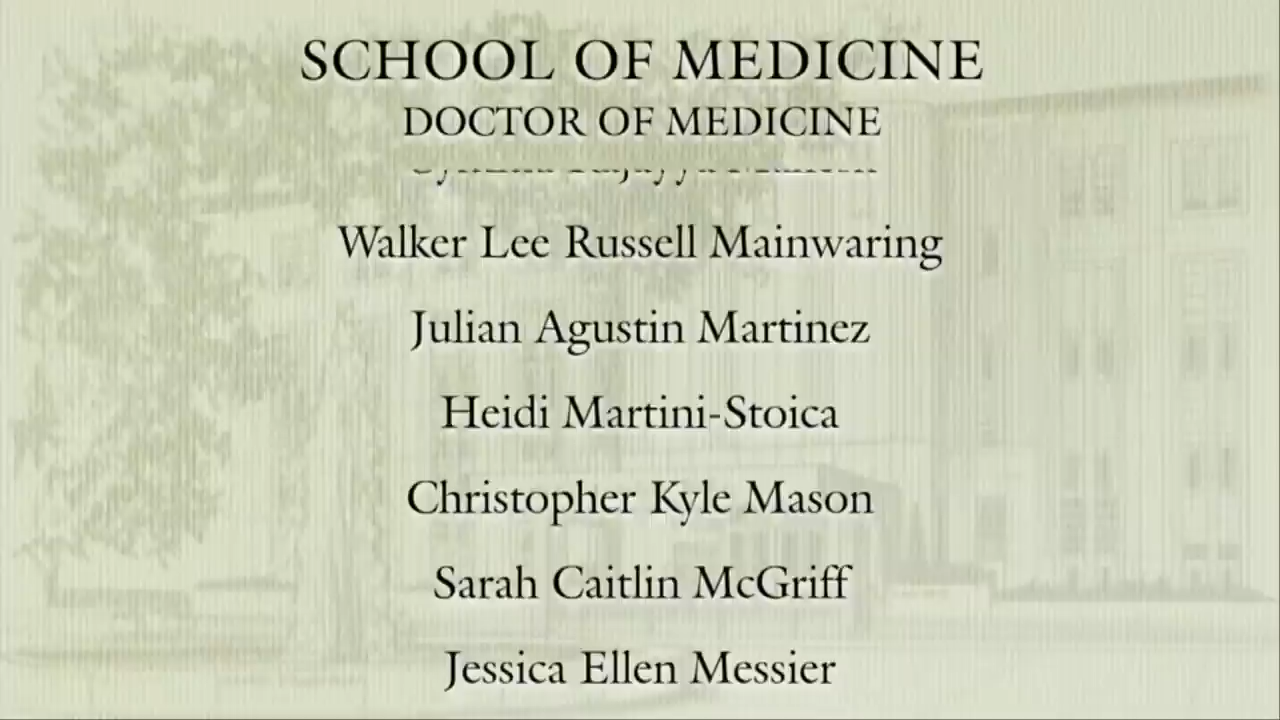 SCHOOL OF MEDICINE
DOCTOR OF MEDICINE
Walker Lee Russell Mainwaring
Julian Agustin Martinez
Heidi Martini-Stoica
Christopher Kyle Mason
Sarah Caitlin McGriff
Jessica Ellen Messier